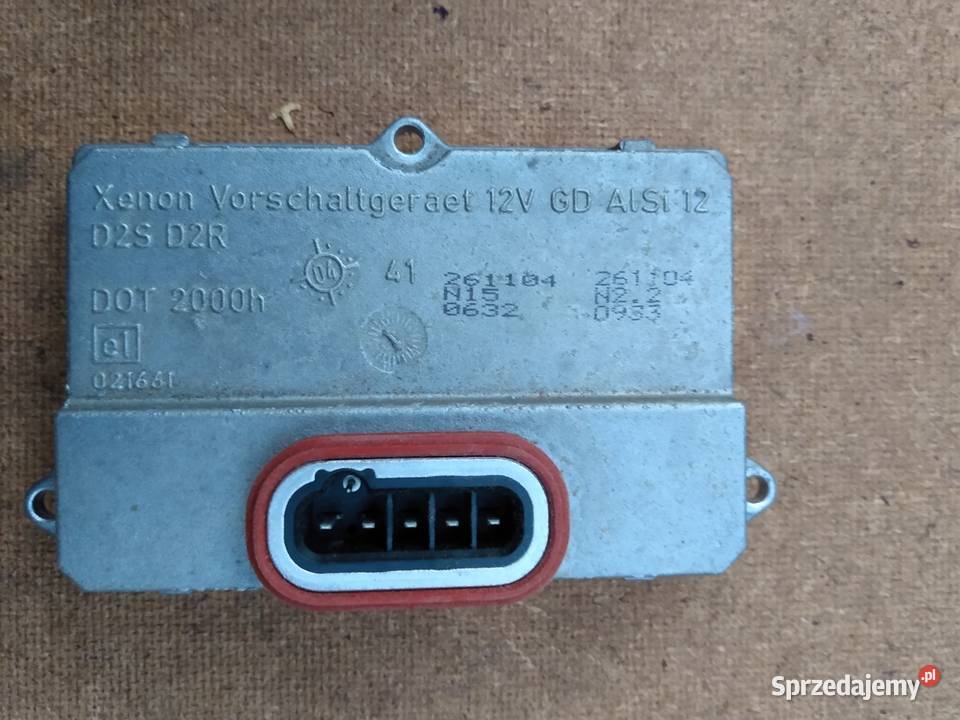 Xenon Vorschaltgeraet 12V GD AlSi 12
D2S D2R
04
41
261104
N15
0632
261104
N2.2
0933
DOT 2000h
e1
021661
Sprzedajemy.pl